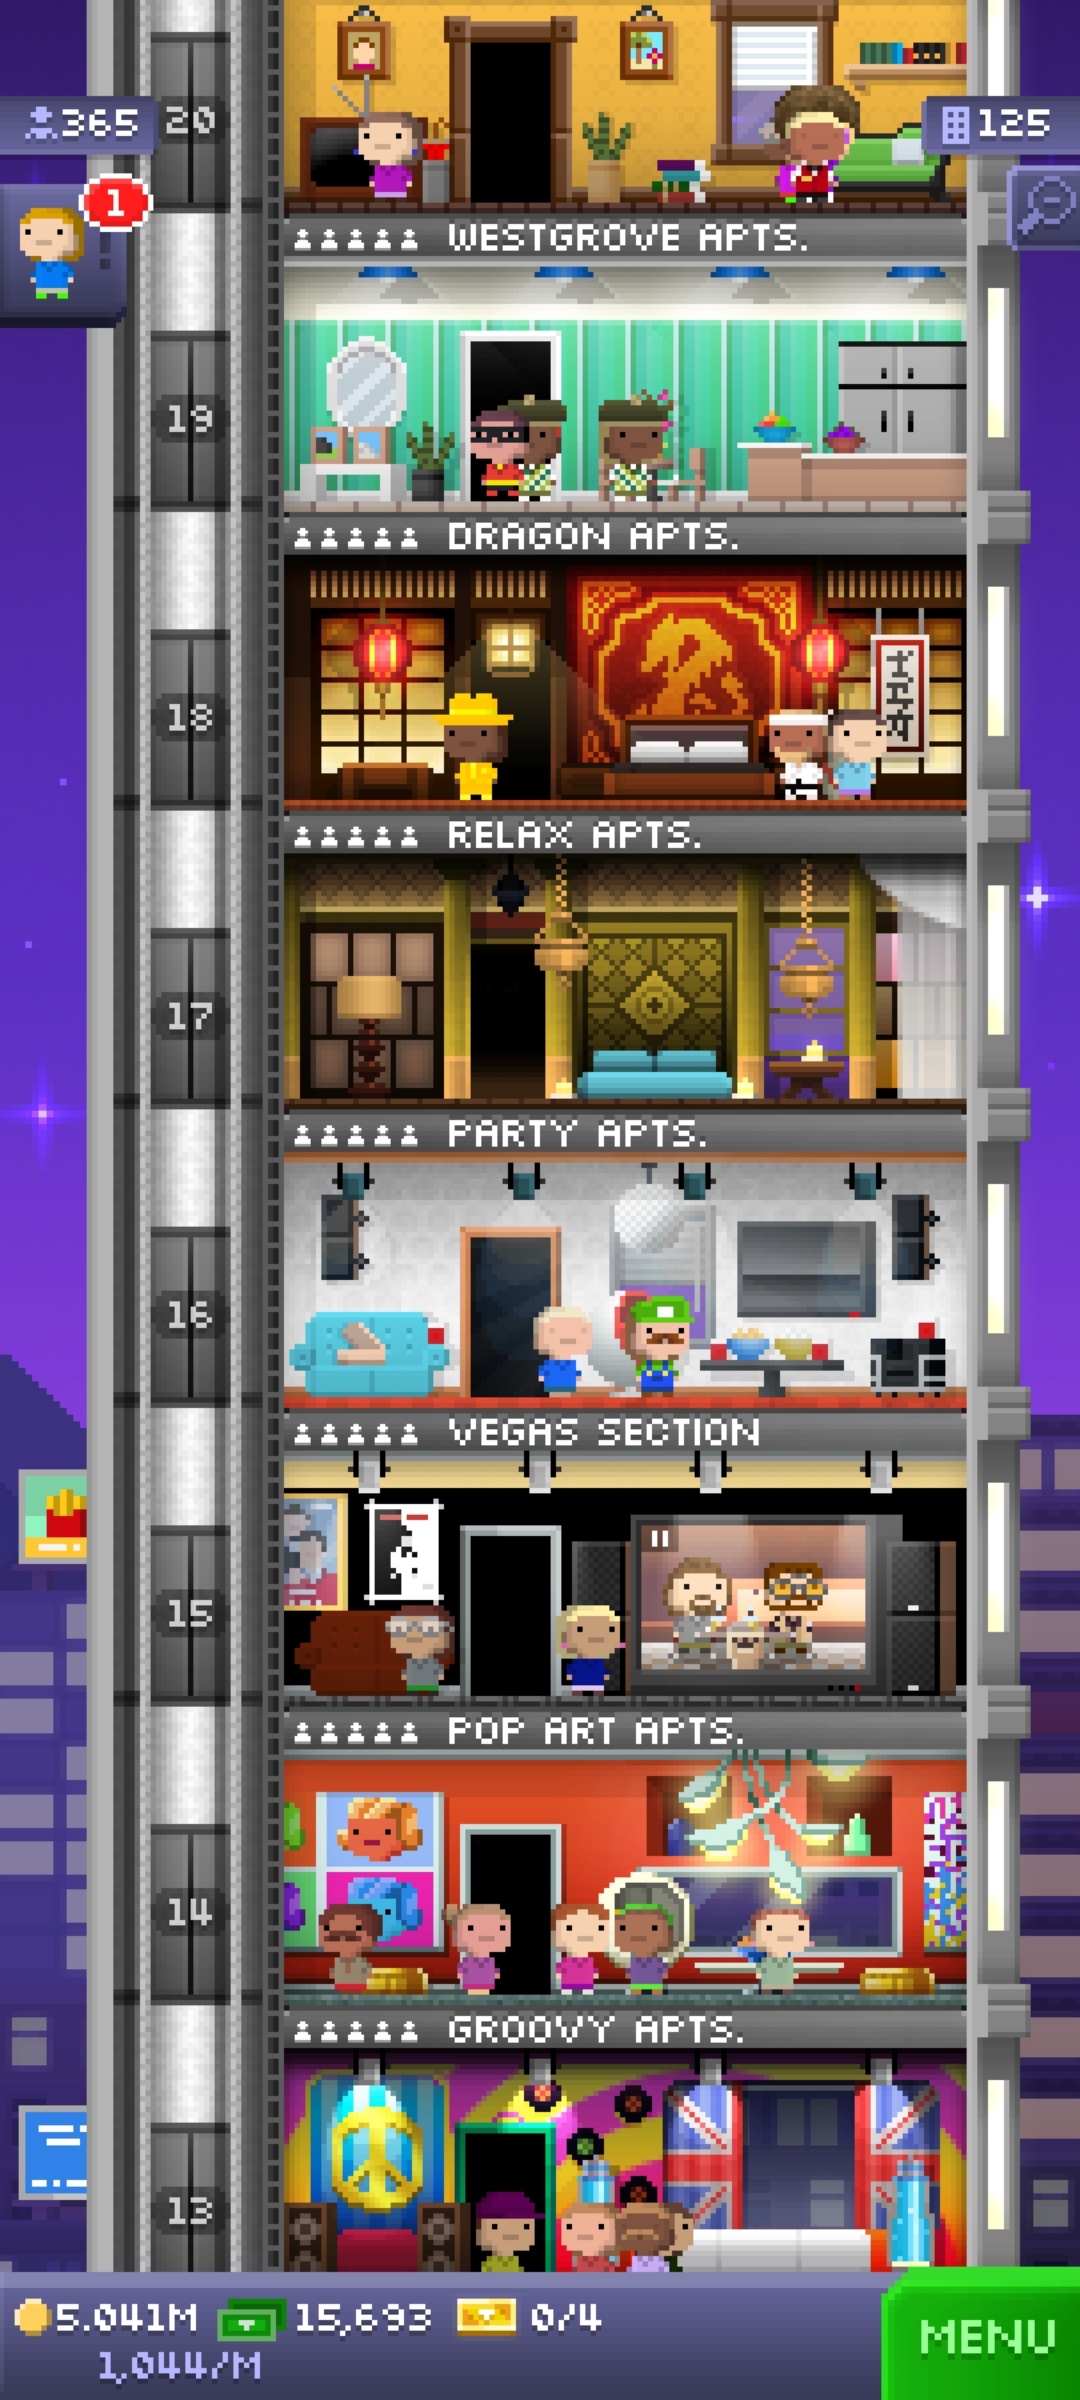 365
20
125
1
WESTGROVE APTS.
19
DRAGON APTS.
18
RELAX APTS.
17
PARTY APTS.
16
VEGAS SECTION
15
POP ART APTS.
14
GROOVY APTS.
13
5.041M 15,693 0/4
1,044/M
MENU